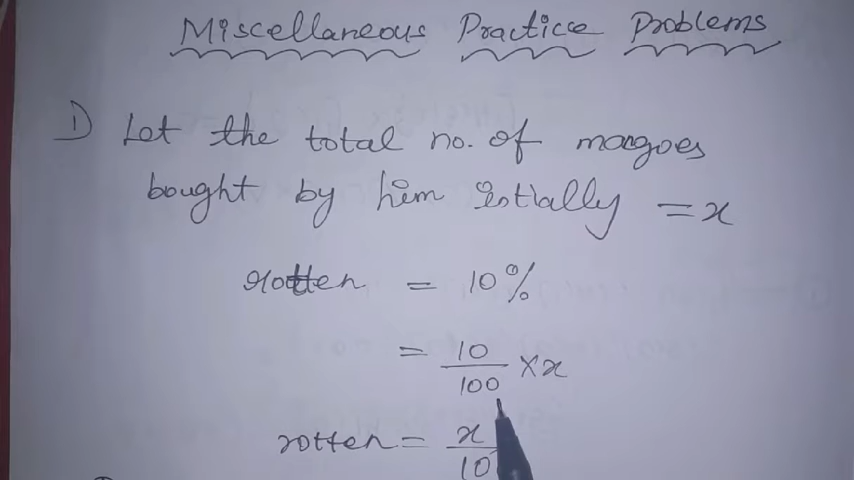 Miscellaneous Practice Problems
1) Let the total no. of mangoes
bought by him initially = x
rotten = 10%
= 10/100 × x
rotten = x/10